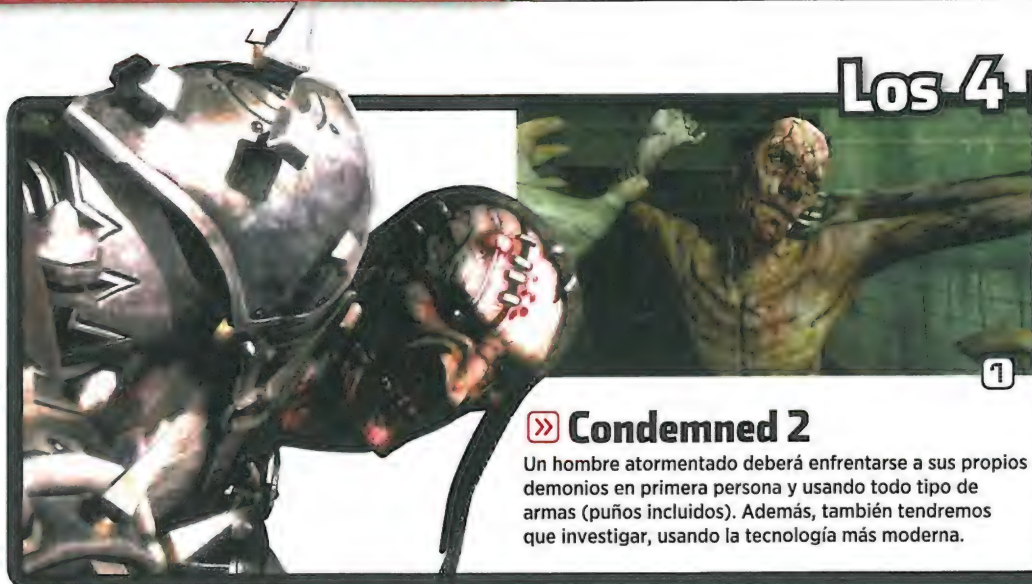 Los 4
1
» Condemned 2
Un hombre atormentado deberá enfrentarse a sus propios
demonios en primera persona y usando todo tipo de
armas (puños incluidos). Además, también tendremos
que investigar, usando la tecnología más moderna.